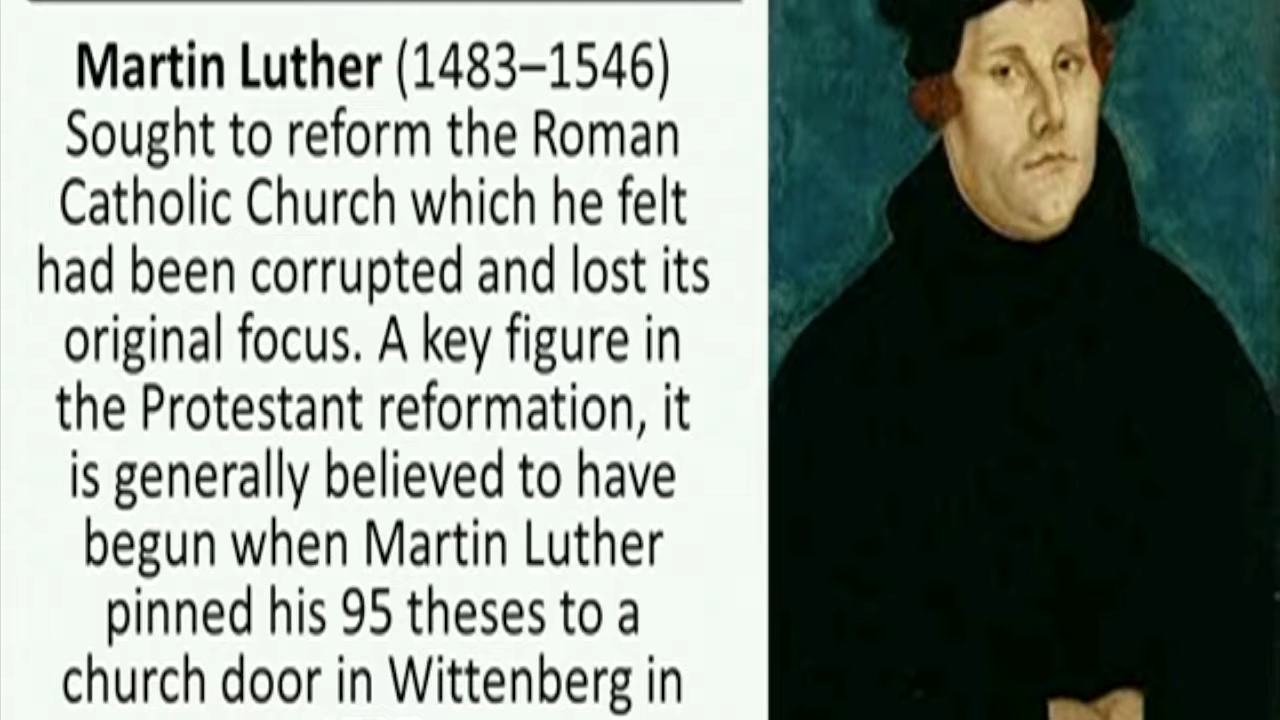 Martin Luther (1483–1546)
Sought to reform the Roman
Catholic Church which he felt
had been corrupted and lost its
original focus. A key figure in
the Protestant reformation, it
is generally believed to have
begun when Martin Luther
pinned his 95 theses to a
church door in Wittenberg in